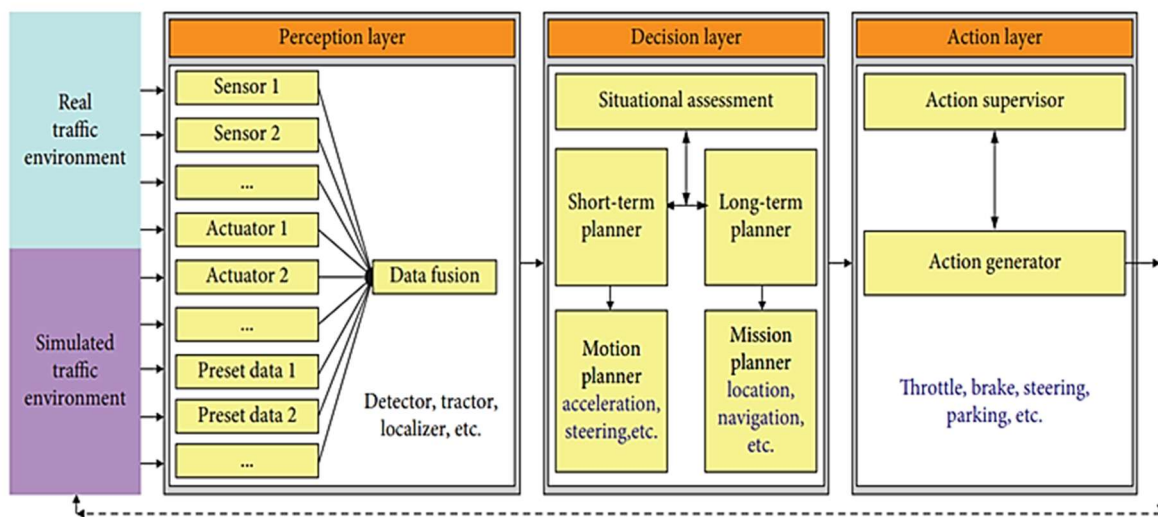 Real
traffic
environment
Simulated
traffic
environment
Perception layer
Sensor 1
Sensor 2
...
Actuator 1
Actuator 2
...
Preset data 1
Preset data 2
...
Data fusion
Detector, tractor,
localizer, etc.
Decision layer
Situational assessment
Short-term
planner
Long-term
planner
Motion
planner
acceleration,
steering,etc.
Mission
planner
location,
navigation,
etc.
Action layer
Action supervisor
Action generator
Throttle, brake, steering,
parking, etc.